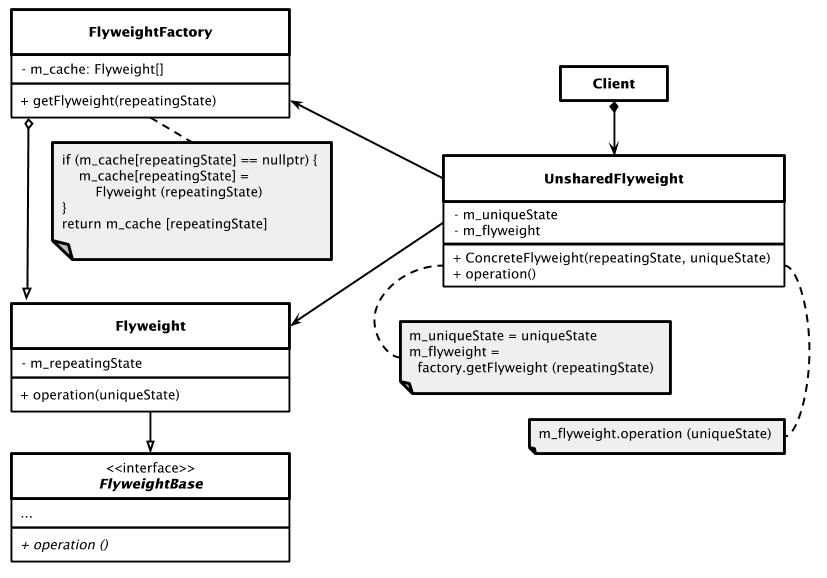 FlyweightFactory
- m_cache: Flyweight[]
+ getFlyweight(repeatingState)
if (m_cache[repeatingState] == nullptr) {
m_cache[repeatingState] =
Flyweight (repeatingState)
}
return m_cache [repeatingState]
Flyweight
- m_repeatingState
+ operation(uniqueState)
<<interface>>
FlyweightBase
...
+ operation ()
Client
UnsharedFlyweight
- m_uniqueState
- m_flyweight
+ ConcreteFlyweight(repeatingState, uniqueState)
+ operation()
m_uniqueState = uniqueState
m_flyweight =
factory.getFlyweight (repeatingState)
m_flyweight.operation (uniqueState)